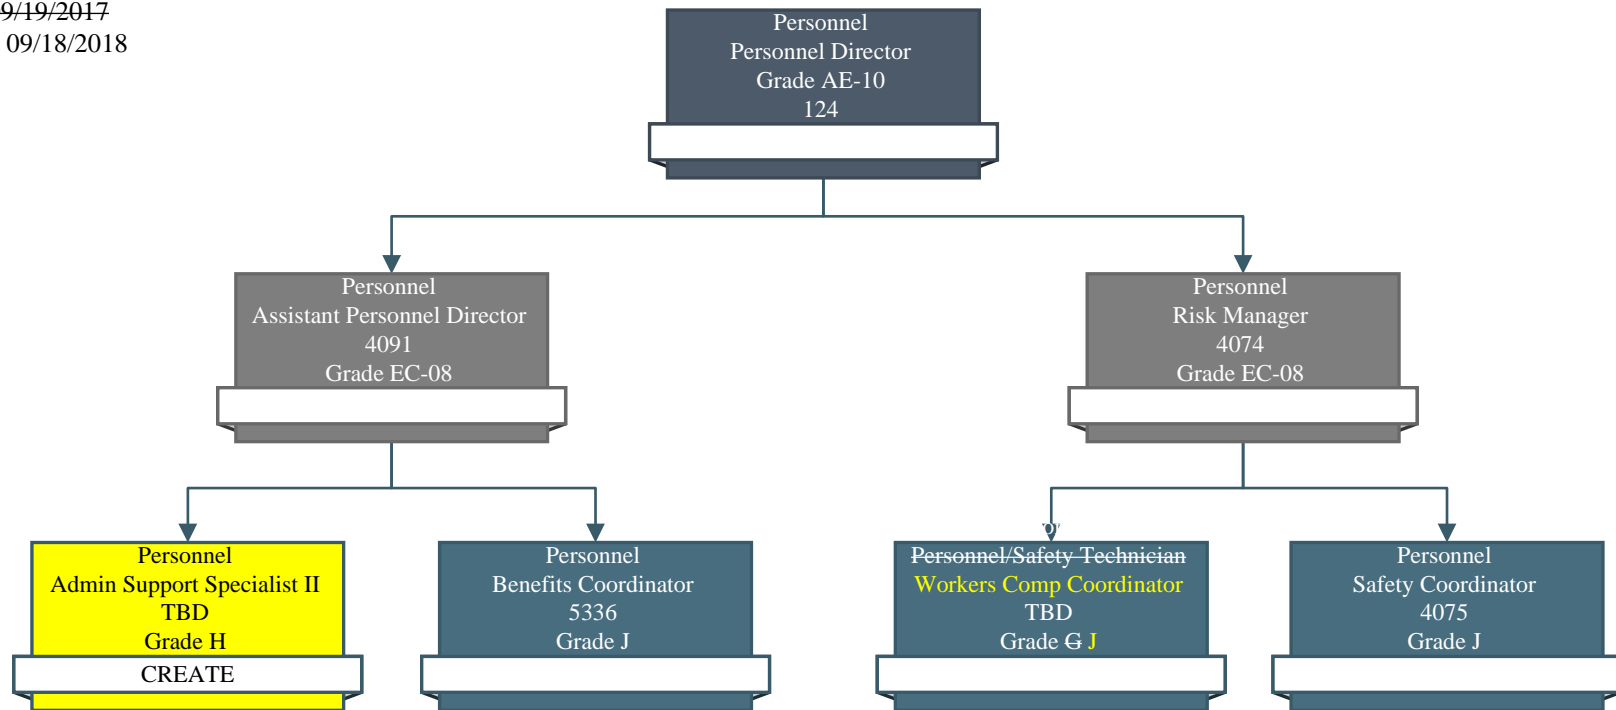 9/19/2017
09/18/2018
Personnel
Personnel Director
Grade AE-10
124
Personnel
Assistant Personnel Director
4091
Grade EC-08
Personnel
Risk Manager
4074
Grade EC-08
Personnel
Admin Support Specialist II
TBD
Grade H
CREATE
Personnel
Benefits Coordinator
5336
Grade J
Personnel/Safety Technician
Workers Comp Coordinator
TBD
Grade G J
Personnel
Safety Coordinator
4075
Grade J